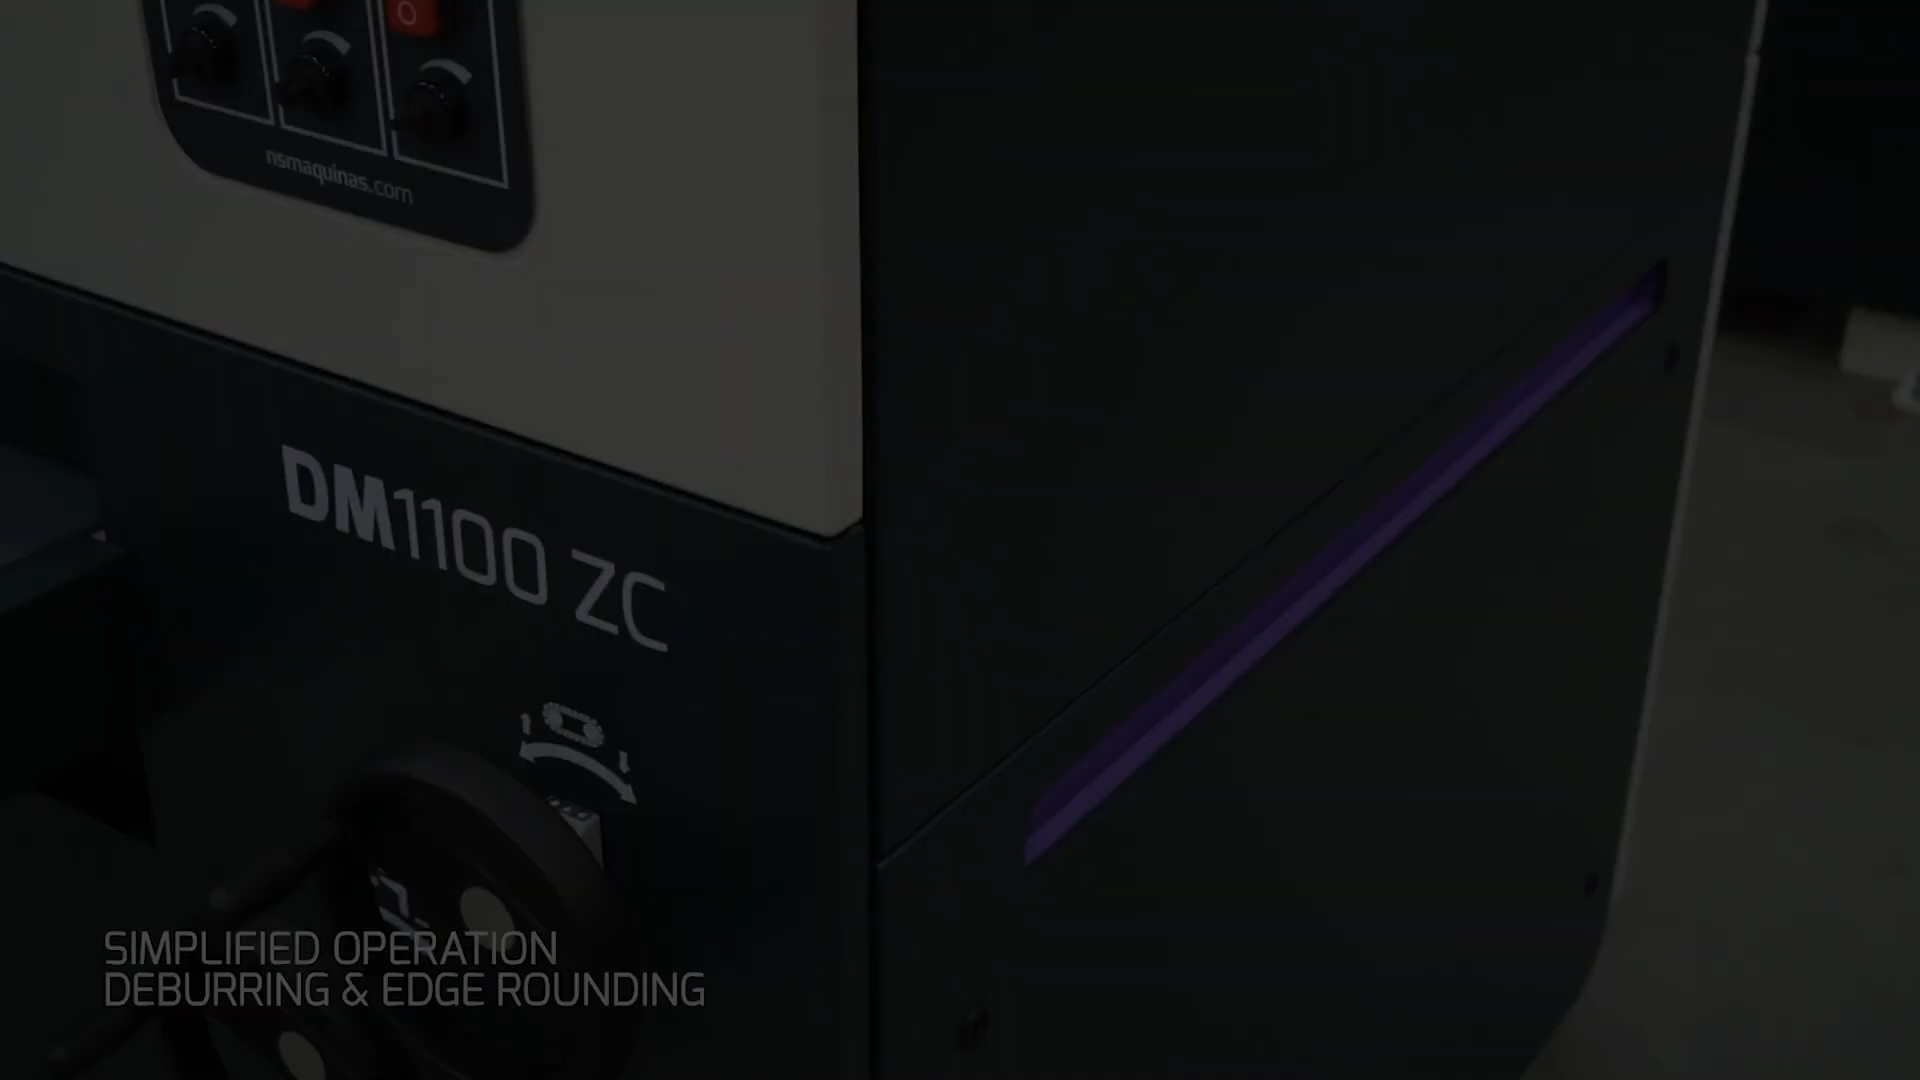 O
nsmaquinas.com
DM1100 ZC
SIMPLIFIED OPERATION
DEBURRING & EDGE ROUNDING